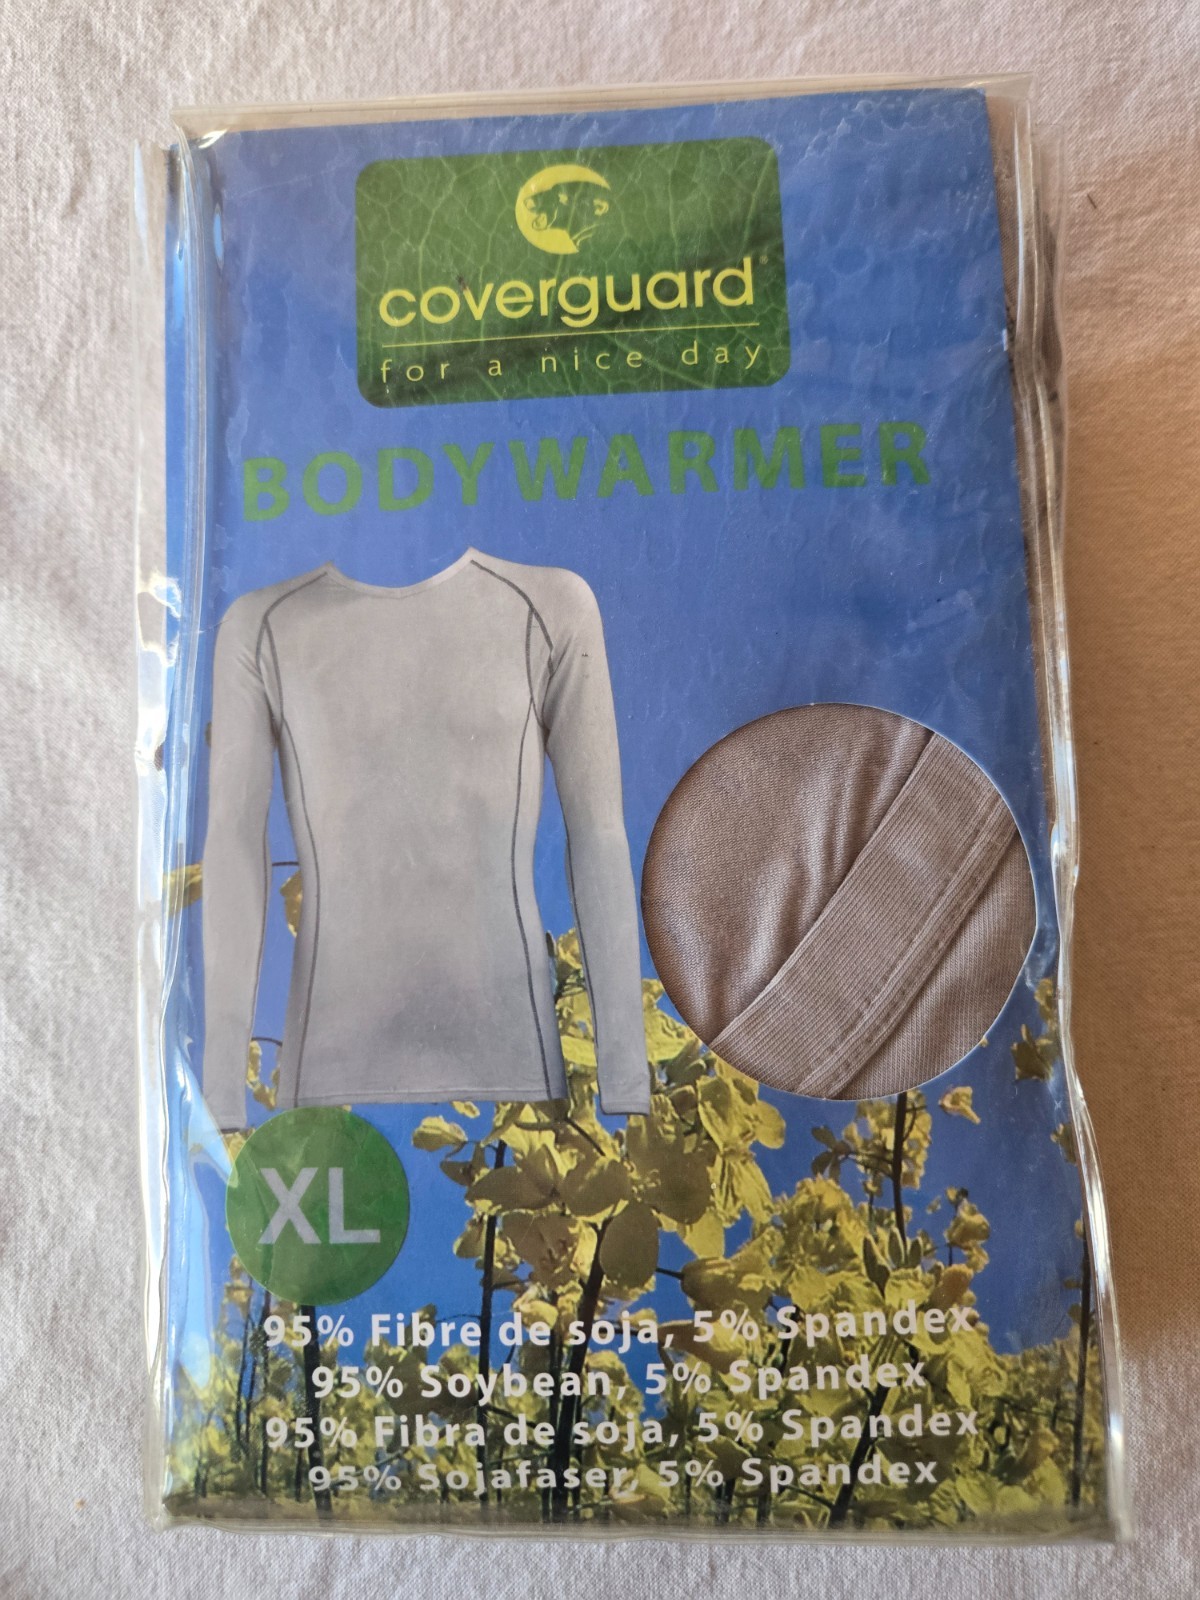 coverguard®
for a nice day
BODYWARMER
XL
95% Fibre de soja, 5% Spandex
95% Soybean, 5% Spandex
95% Fibra de soja, 5% Spandex
95% Sojafaser, 5% Spandex